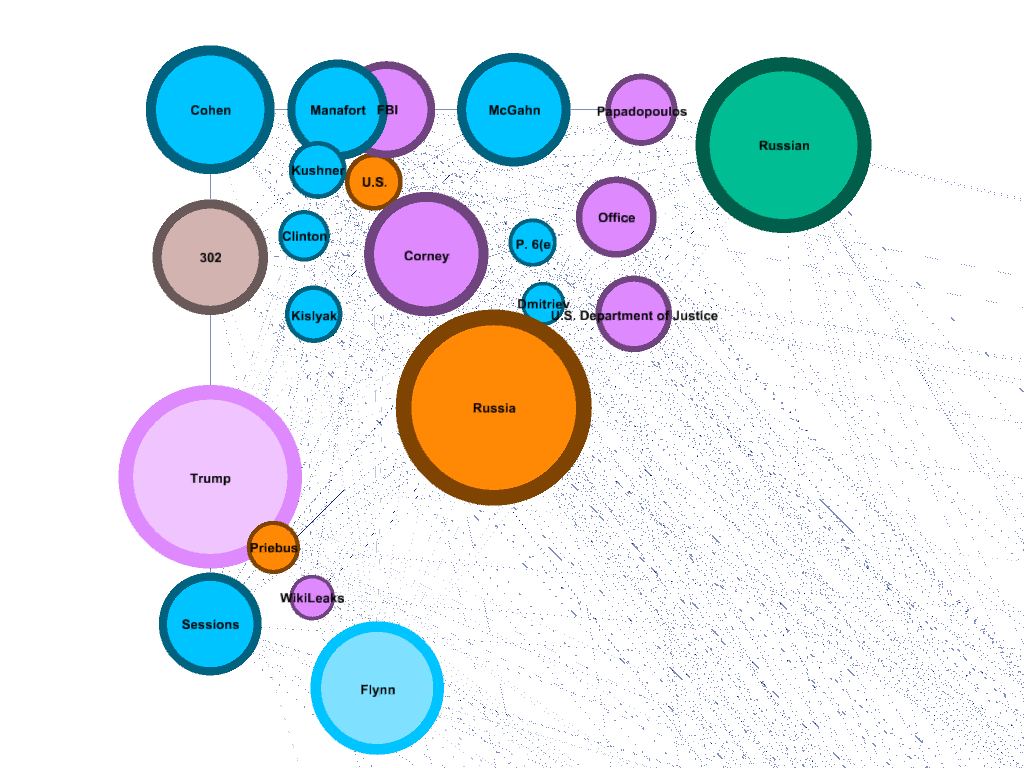 Cohen
Manafort
FBI
McGahn
Papadopoulos
Russian
Kushner
U.S.
Clinton
302
Corney
P. 6(e
Office
Kislyak
Dmitriev
U.S. Department of Justice
Russia
Trump
Priebus
WikiLeaks
Sessions
Flynn